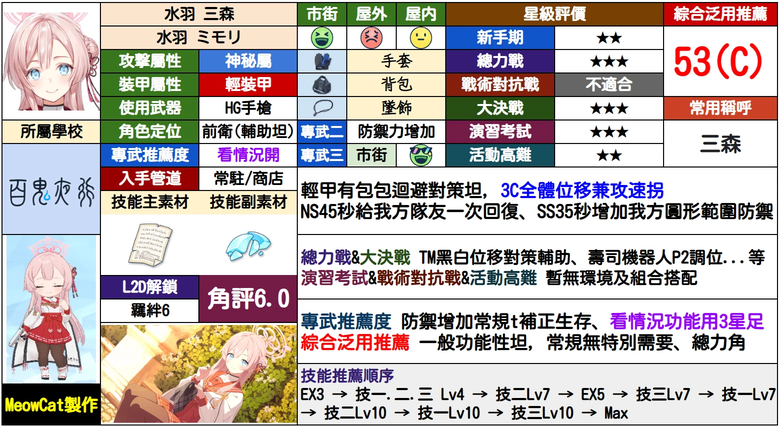 水羽 三森
水羽 ミモリ
市街 屋外 屋内
星級評價
綜合泛用推薦
53(C)
常用稱呼
三森
攻擊屬性 神秘屬
裝甲屬性 輕裝甲
使用武器 HG手槍
角色定位 前衛(輔助坦)
專武推薦度 看情況開
入手管道 常駐/商店
技能主素材 技能副素材
手套
背包
墜飾
專武二 防禦力增加
專武三 市街
新手期 ★★
總力戰 ★★★
戰術對抗戰 不適合
大決戰 ★★★
演習考試 ★★★
活動高難 ★★
所屬學校
百鬼夜行
L2D解鎖
羈絆6
角評6.0
輕甲有包包迴避對策坦，3C全體位移兼攻速拐
NS45秒給我方隊友一次回復、SS35秒增加我方圓形範圍防禦
總力戰&大決戰 TM黑白位移對策輔助、壽司機器人P2調位...等
演習考試&戰術對抗戰&活動高難 暫無環境及組合搭配
專武推薦度 防禦增加常規t補正生存、看情況功能用3星足
綜合泛用推薦 一般功能性坦，常規無特別需要、總力角
技能推薦順序
EX3 → 技一.二.三 Lv4 → 技二Lv7 → EX5 → 技三Lv7 → 技一Lv7
→ 技二Lv10 → 技一Lv10 → 技三Lv10 → Max
MeowCat製作